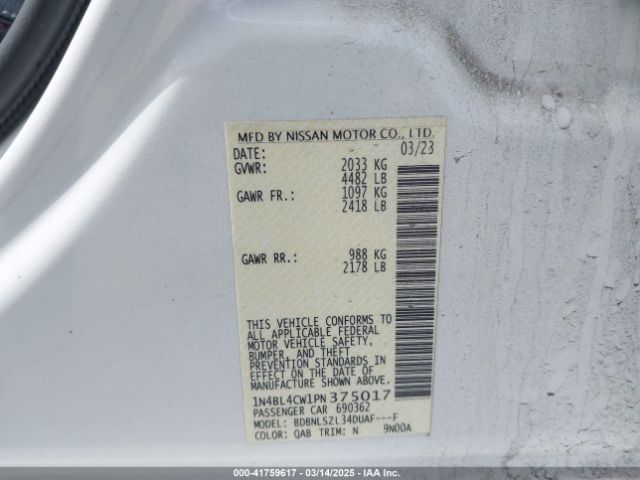 MFD BY NISSAN MOTOR CO., LTD.
DATE: 03/23
GVWR: 2033 KG
4482 LB
GAWR FR.: 1097 KG
2418 LB
GAWR RR.: 988 KG
2178 LB
THIS VEHICLE CONFORMS TO
ALL APPLICABLE FEDERAL
MOTOR VEHICLE SAFETY,
BUMPER, AND THEFT
PREVENTION STANDARDS IN
EFFECT ON THE DATE OF
MANUFACTURE SHOWN ABOVE.
1N4BL4CW1PN375017
PASSENGER CAR 690362
MODEL: BDBNLSZL34DUAF---F
COLOR: QAB TRIM: N 9N00A
000-41759617 - 03/14/2025 - IAAI.COM